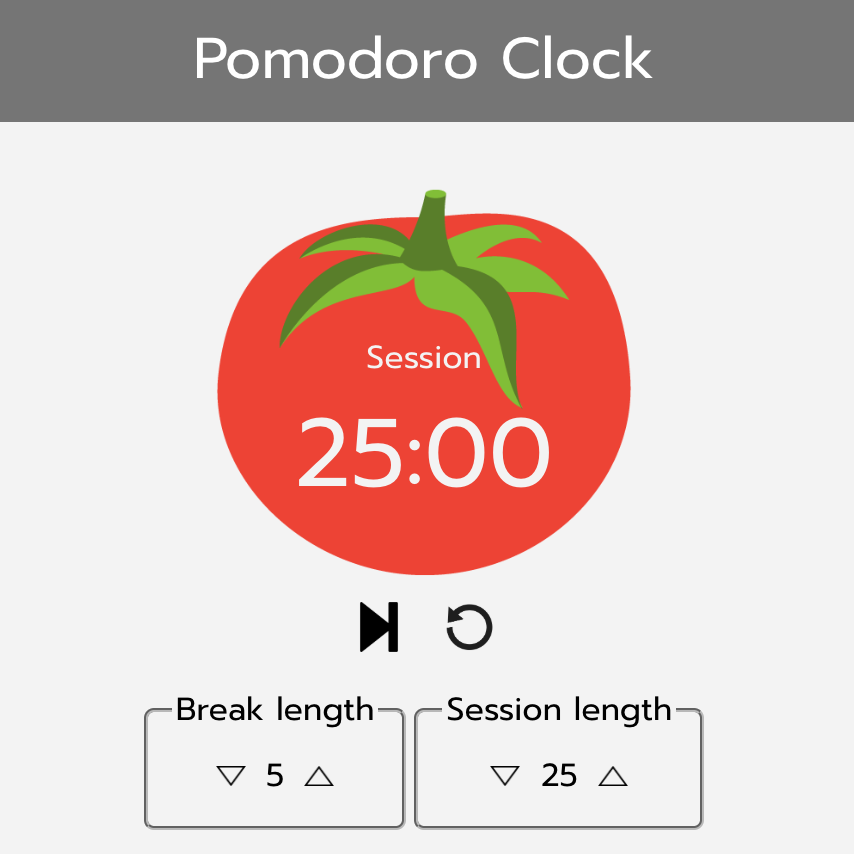 Pomodoro Clock
Session
25:00
Break length
Session length
5
25